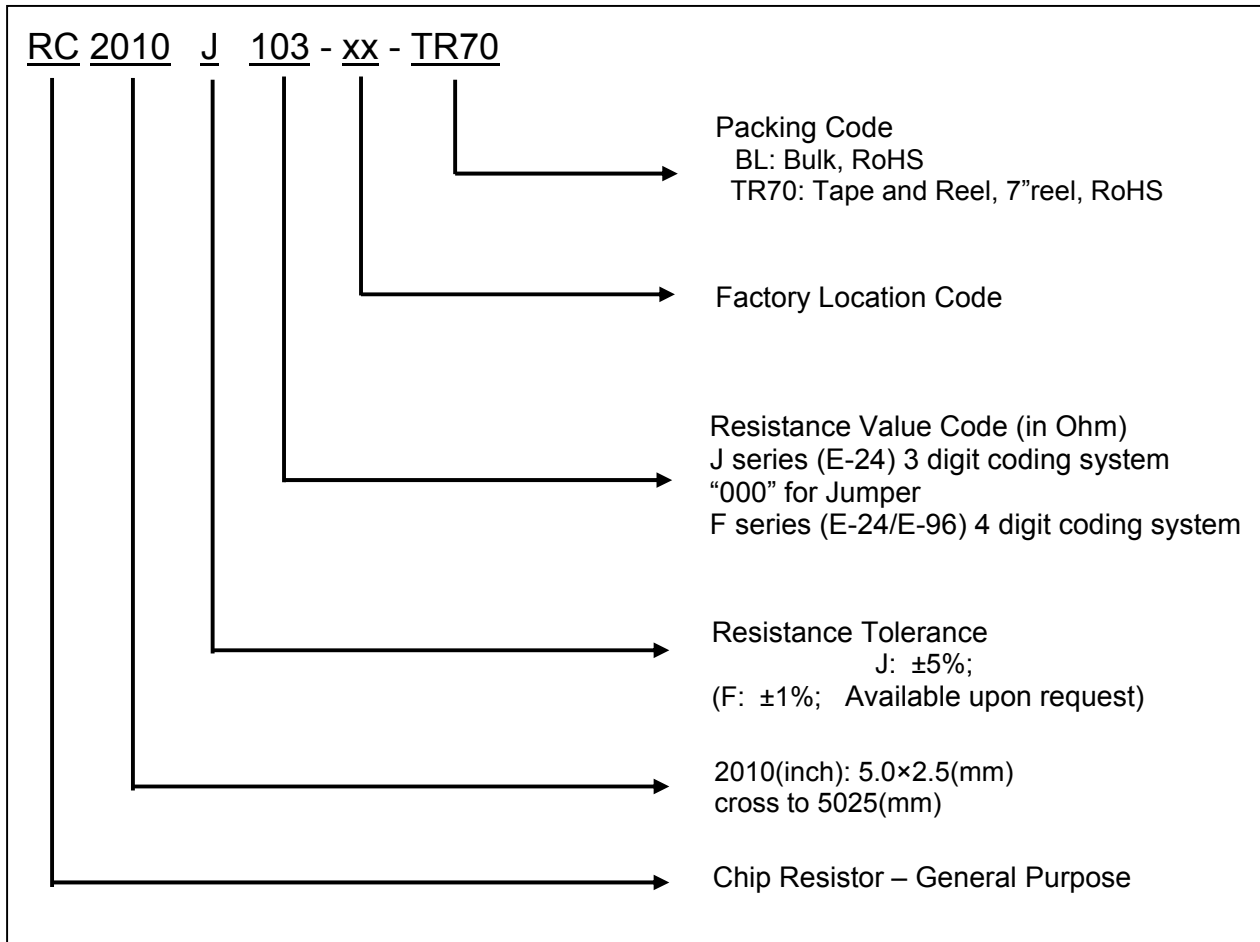 RC 2010 J 103 - xx - TR70
Packing Code
BL: Bulk, RoHS
TR70: Tape and Reel, 7”reel, RoHS
Factory Location Code
Resistance Value Code (in Ohm)
J series (E-24) 3 digit coding system
“000” for Jumper
F series (E-24/E-96) 4 digit coding system
Resistance Tolerance
J: ±5%;
(F: ±1%; Available upon request)
2010(inch): 5.0×2.5(mm)
cross to 5025(mm)
Chip Resistor – General Purpose